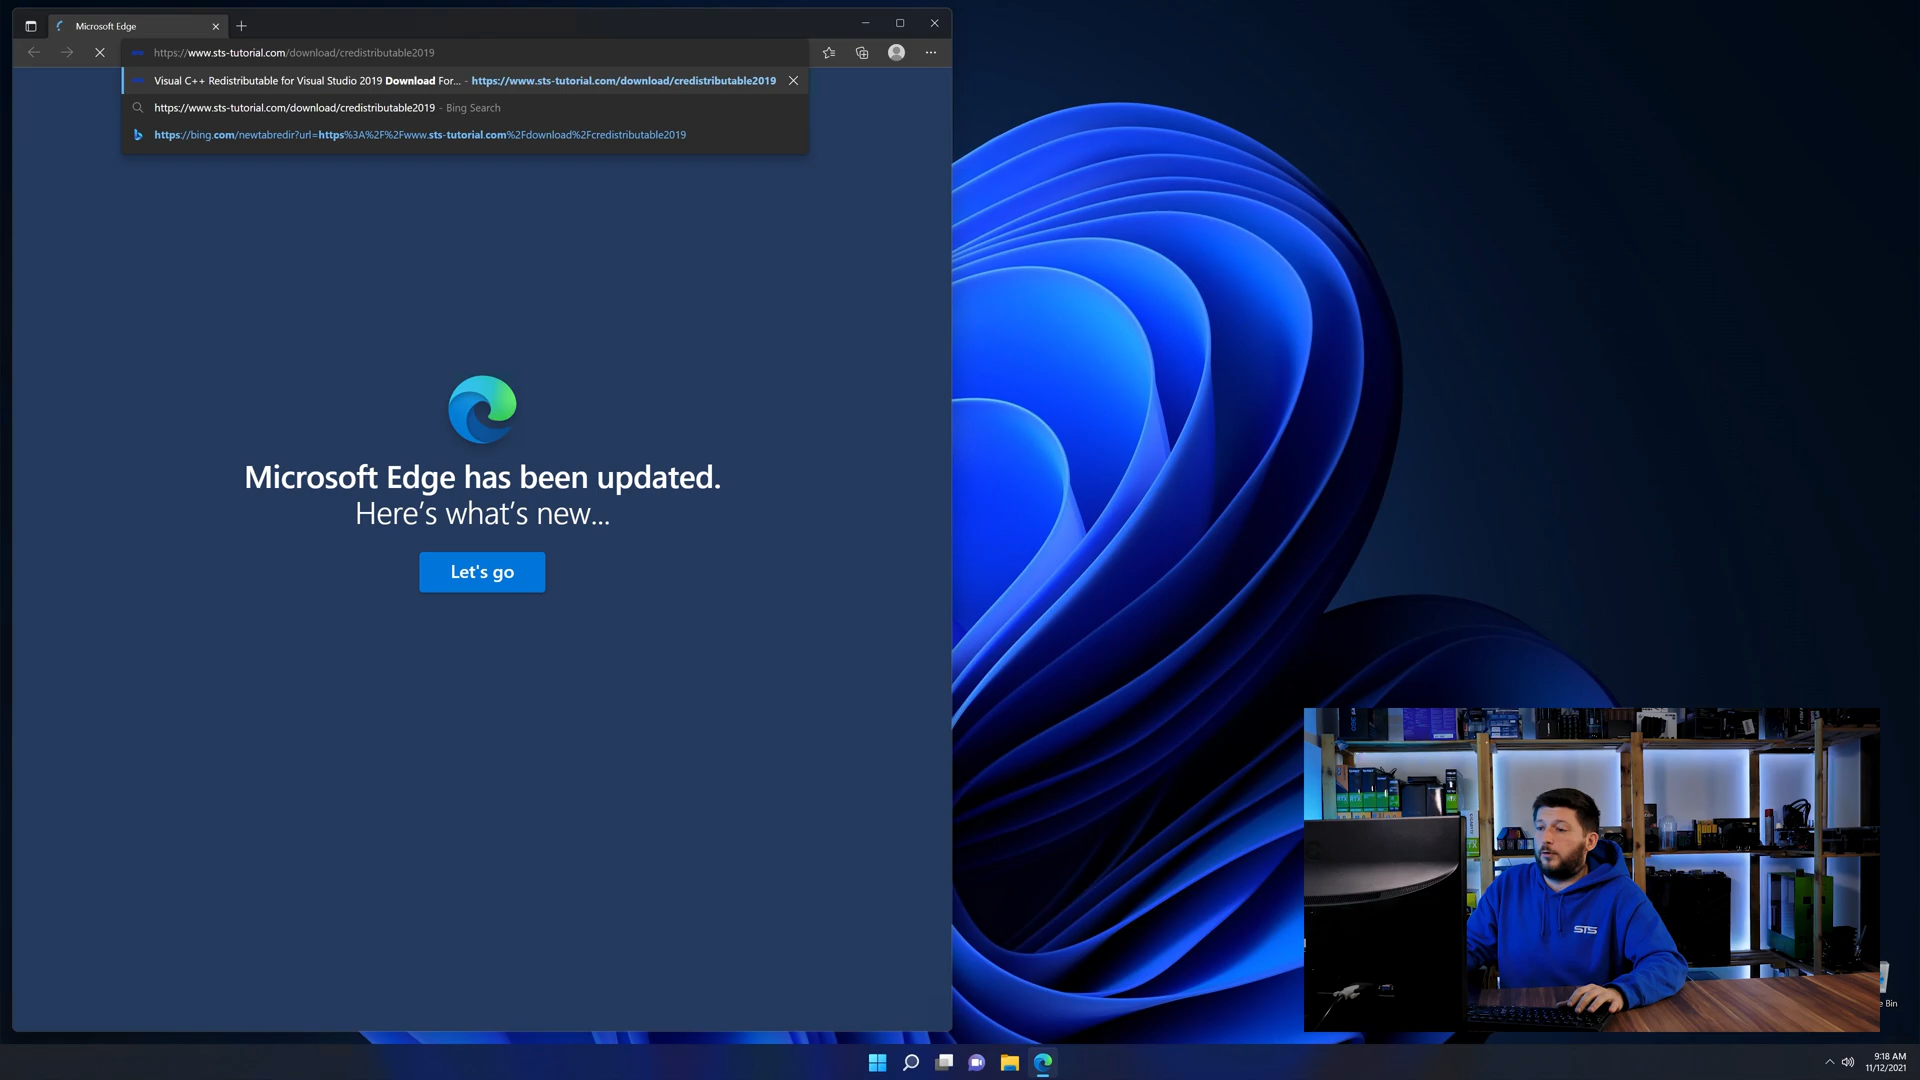 Microsoft Edge
https://www.sts-tutorial.com/download/credistributable2019
Visual C++ Redistributable for Visual Studio 2019 Download For... - https://www.sts-tutorial.com/download/credistributable2019
https://www.sts-tutorial.com/download/credistributable2019 - Bing Search
https://bing.com/newtabredir?url=https%3A%2F%2Fwww.sts-tutorial.com%2Fdownload%2Fcredistributable2019
Microsoft Edge has been updated.
Here's what's new...
Let's go
STS
Bin
9:18 AM
11/12/2021